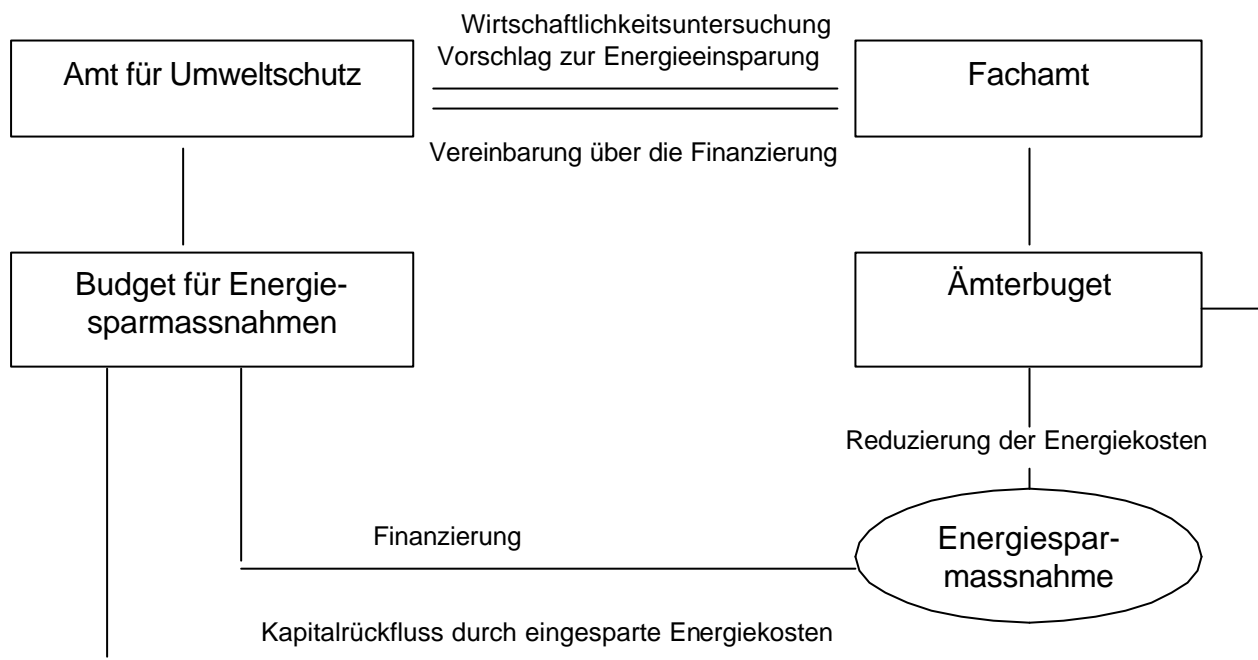 Wirtschaftlichkeitsuntersuchung
Vorschlag zur Energieeinsparung
Amt für Umweltschutz
Fachamt
Vereinbarung über die Finanzierung
Budget für Energie-
sparmassnahmen
Ämterbuget
Reduzierung der Energiekosten
Finanzierung
Energiespar-
massnahme
Kapitalrückfluss durch eingesparte Energiekosten